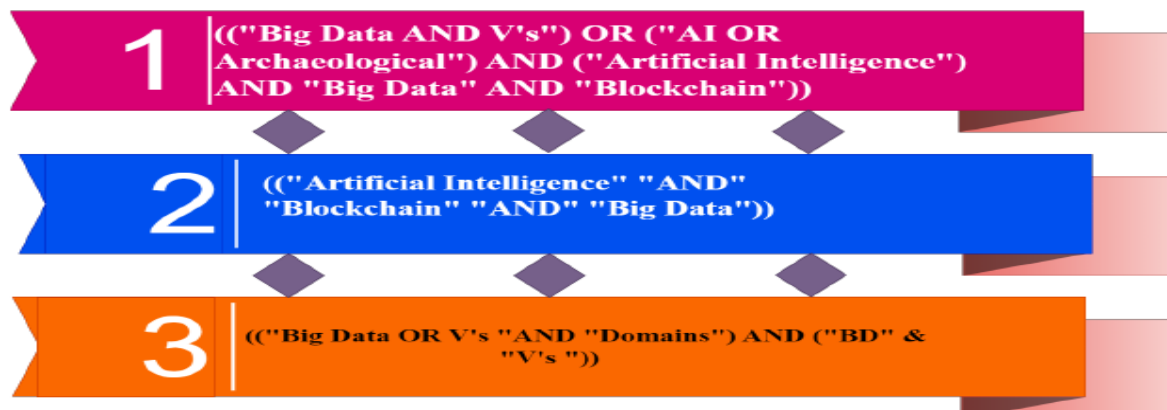 1
(("Big Data AND V's") OR ("AI OR
Archaeological") AND ("Artificial Intelligence")
AND "Big Data" AND "Blockchain"))
2
(("Artificial Intelligence" "AND"
"Blockchain" "AND" "Big Data"))
3
(("Big Data OR V's "AND "Domains") AND ("BD" &
"V's "))